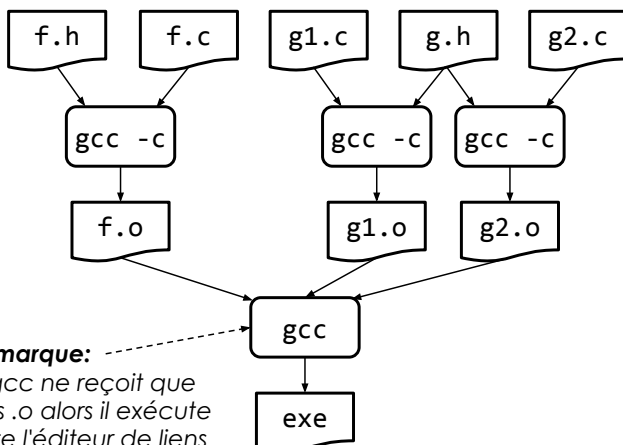 f.h f.c g1.c g.h g2.c
gcc -c gcc -c gcc -c
f.o g1.o g2.o
gcc
marque:
gcc ne reçoit que
.o alors il exécute
l'éditeur de liens
exe